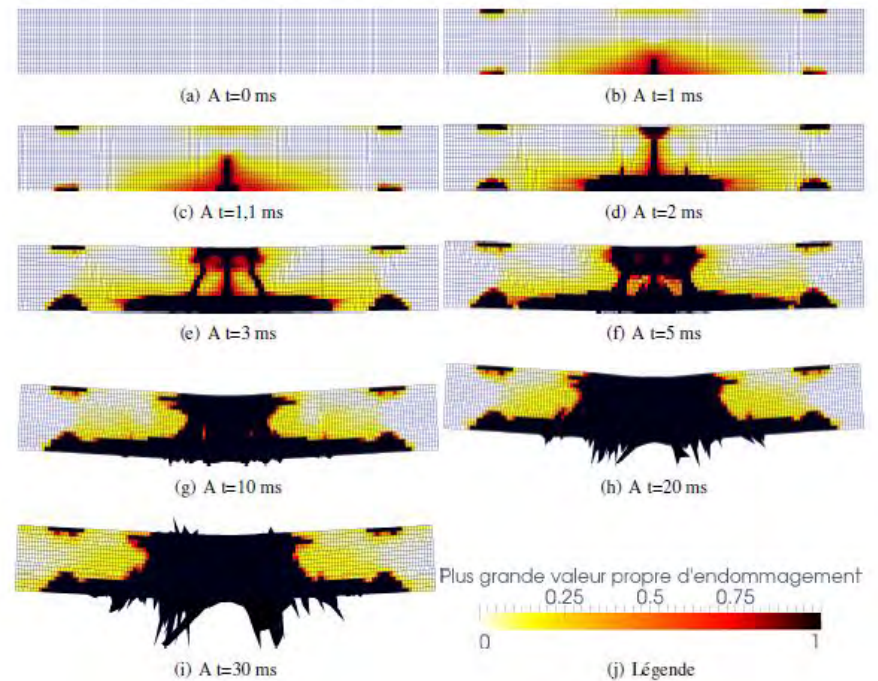 (a) A t=0 ms
(b) A t=1 ms
(c) A t=1,1 ms
(d) A t=2 ms
(e) A t=3 ms
(f) A t=5 ms
(g) A t=10 ms
(h) A t=20 ms
Plus grande valeur propre d'endommagement
0.25 0.5 0.75
0 1
(i) A t=30 ms
(j) Légende